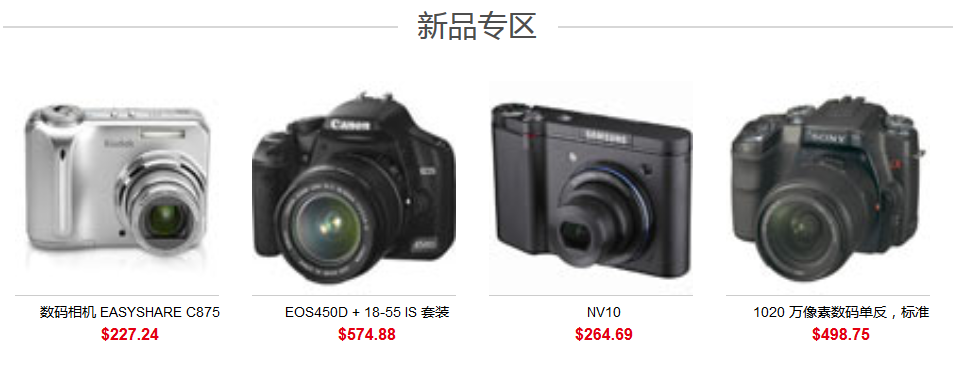 新品专区
Kodak
Canon
EOS
SAMSUNG
SONY
α
数码相机 EASYSHARE C875
EOS450D + 18-55 IS 套装
NV10
1020 万像素数码单反，标准
$227.24
$574.88
$264.69
$498.75